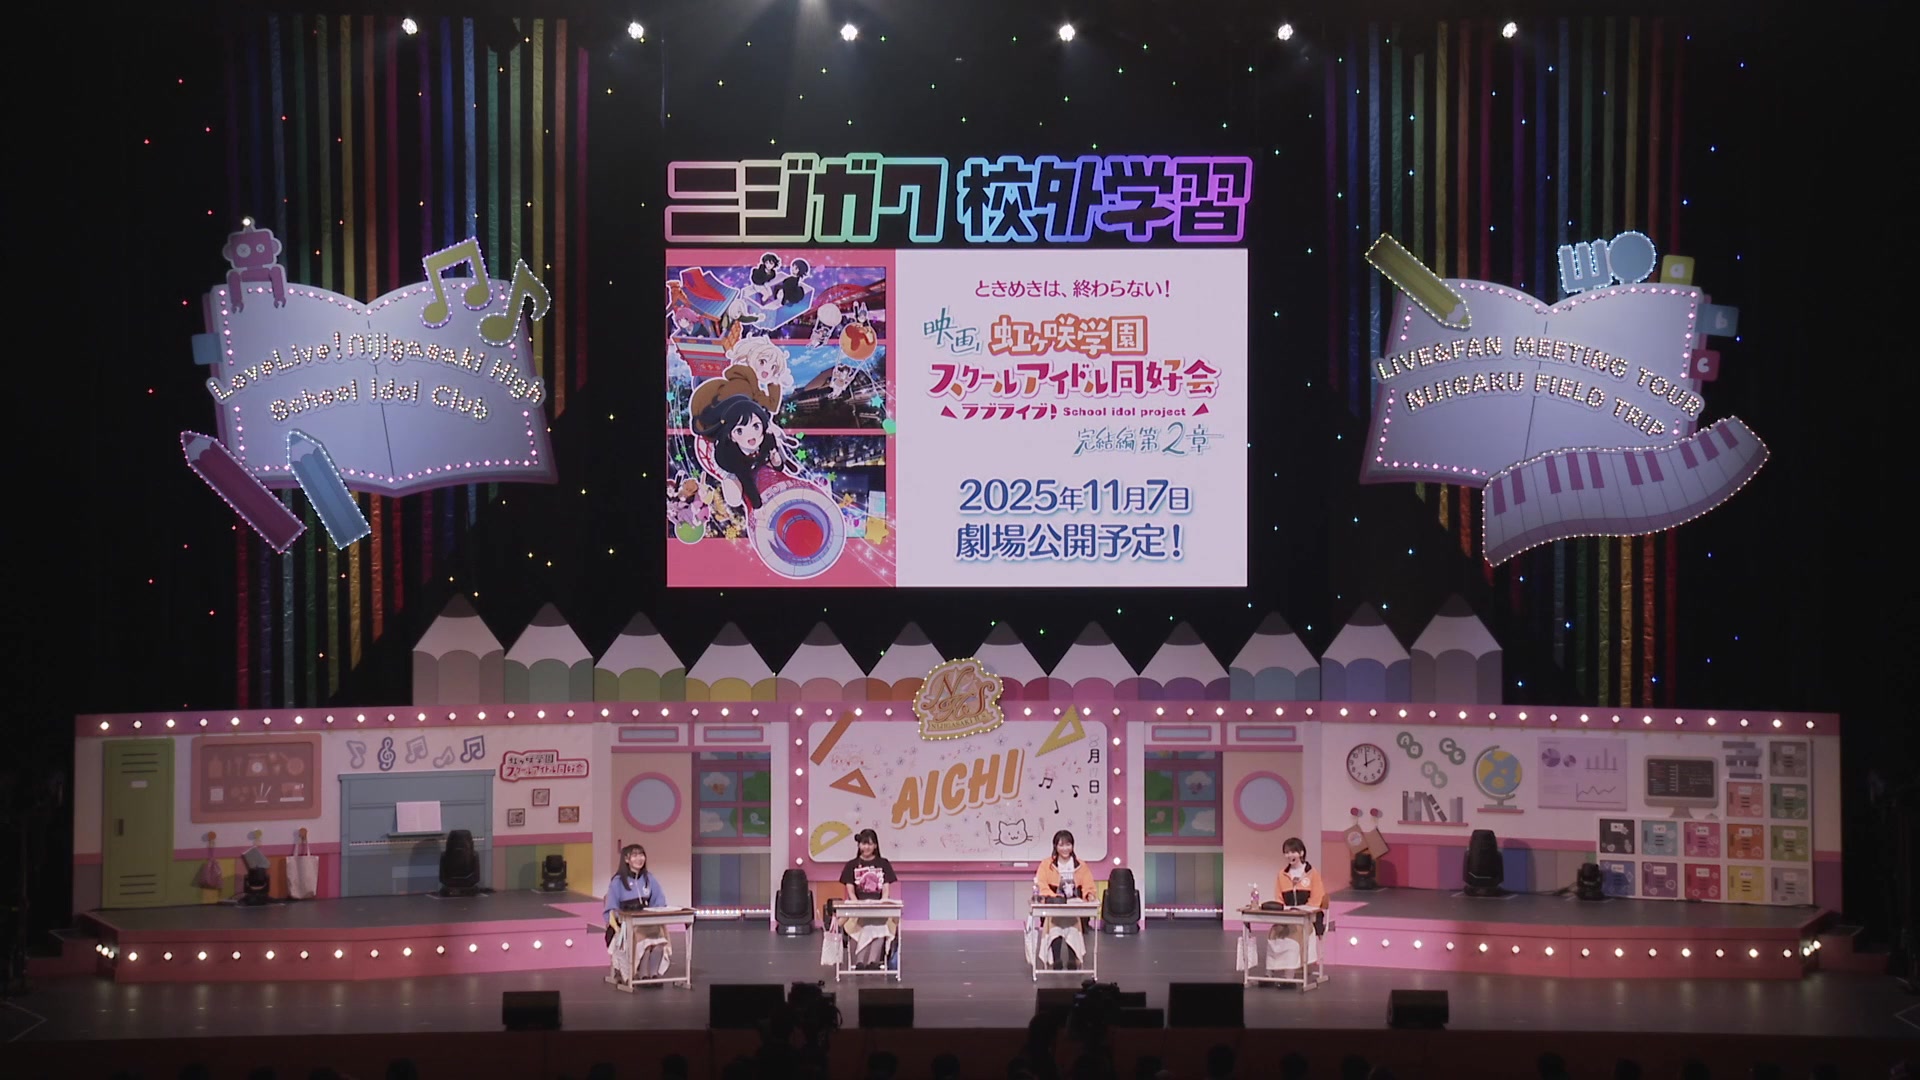 ニジガク 校外学習
ときめきは、終わらない!
映画 虹ヶ咲学園
スクールアイドル同好会
ラブライブ! School idol project
完結編 第2章
2025年11月7日
劇場公開予定!
LoveLive! Nijigasaki High
School Idol Club
LIVE&FAN MEETING TOUR
NIJIGAKU FIELD TRIP
虹ヶ咲学園
スクールアイドル同好会
AICHI
月
日